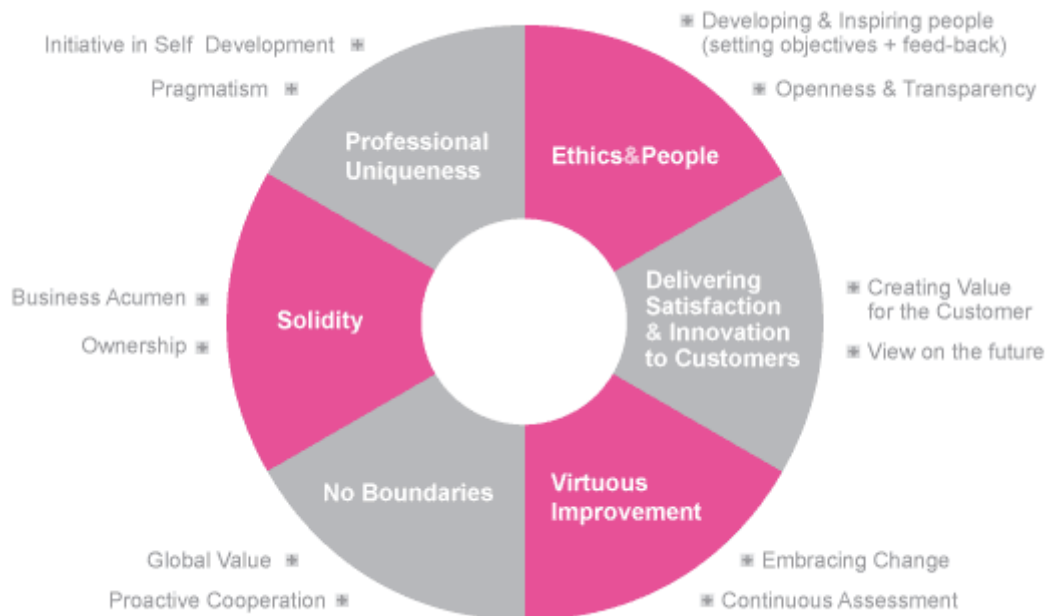 Initiative in Self Development
Pragmatism
Developing & Inspiring people
(setting objectives + feed-back)
Openness & Transparency
Professional
Uniqueness
Ethics&People
Business Acumen
Ownership
Solidity
Delivering
Satisfaction
& Innovation
to Customers
Creating Value
for the Customer
View on the future
No Boundaries
Virtuous
Improvement
Global Value
Proactive Cooperation
Embracing Change
Continuous Assessment